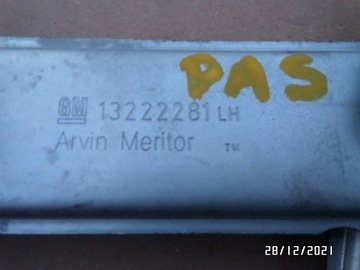 PAS
GM 13222281 LH
Arvin Meritor TM
28/12/2021